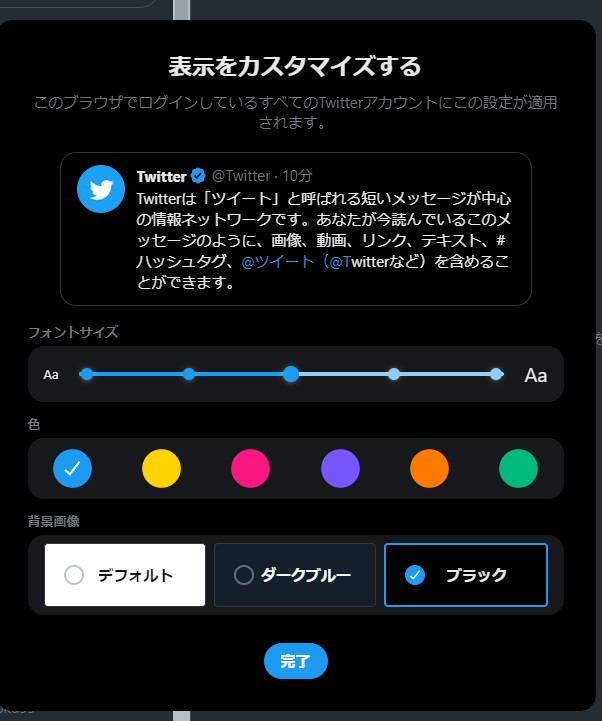 表示をカスタマイズする
このブラウザでログインしているすべてのTwitterアカウントにこの設定が適用
されます。
Twitter @Twitter · 10分
Twitterは「ツイート」と呼ばれる短いメッセージが中心
の情報ネットワークです。あなたが今読んでいるこのメ
ッセージのように、画像、動画、リンク、テキスト、#
ハッシュタグ、@ツイート（@Twitterなど）を含めるこ
とができます。
フォントサイズ
Aa Aa
色
背景画像
デフォルト ダークブルー ブラック
完了